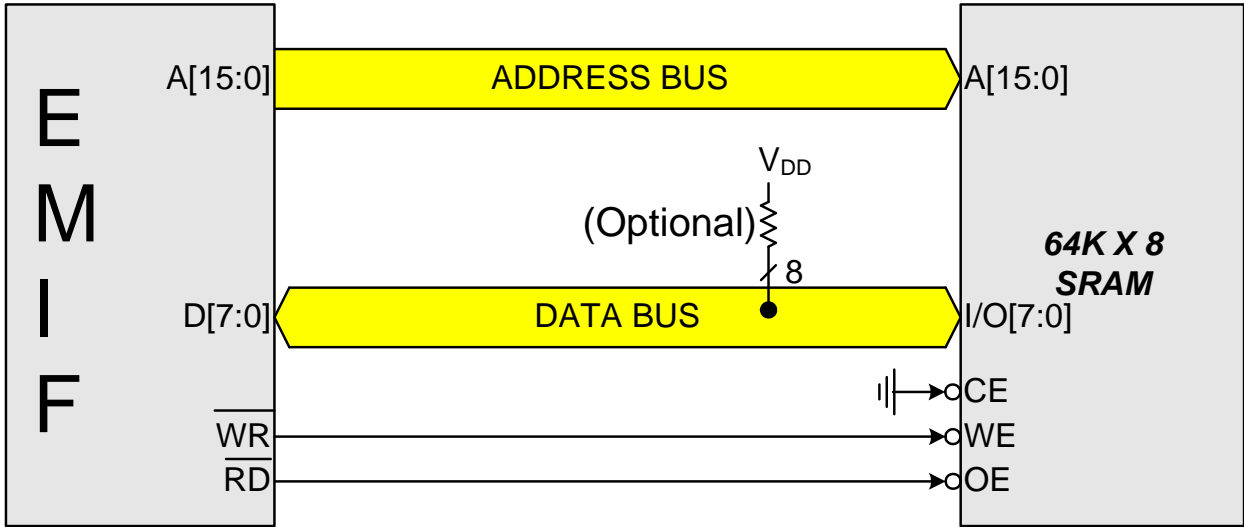 EMIF
A[15:0]
ADDRESS BUS
A[15:0]
VDD
(Optional)
8
64K X 8
SRAM
D[7:0]
DATA BUS
I/O[7:0]
CE
WR
WE
RD
OE